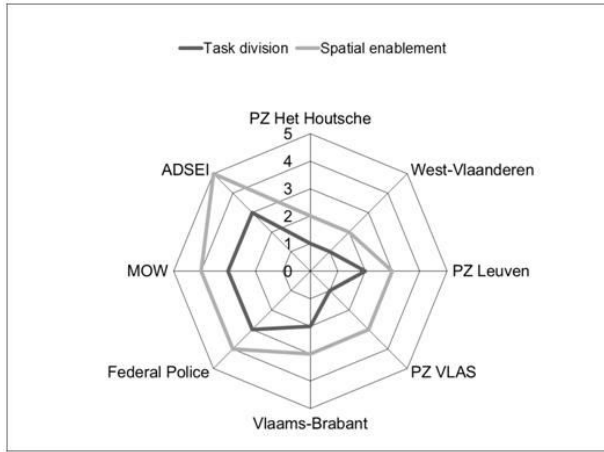 Task division Spatial enablement
PZ Het Houtsche
5
ADSEI West-Vlaanderen
4
3
2
1
MOW 0 PZ Leuven
Federal Police PZ VLAS
Vlaams-Brabant